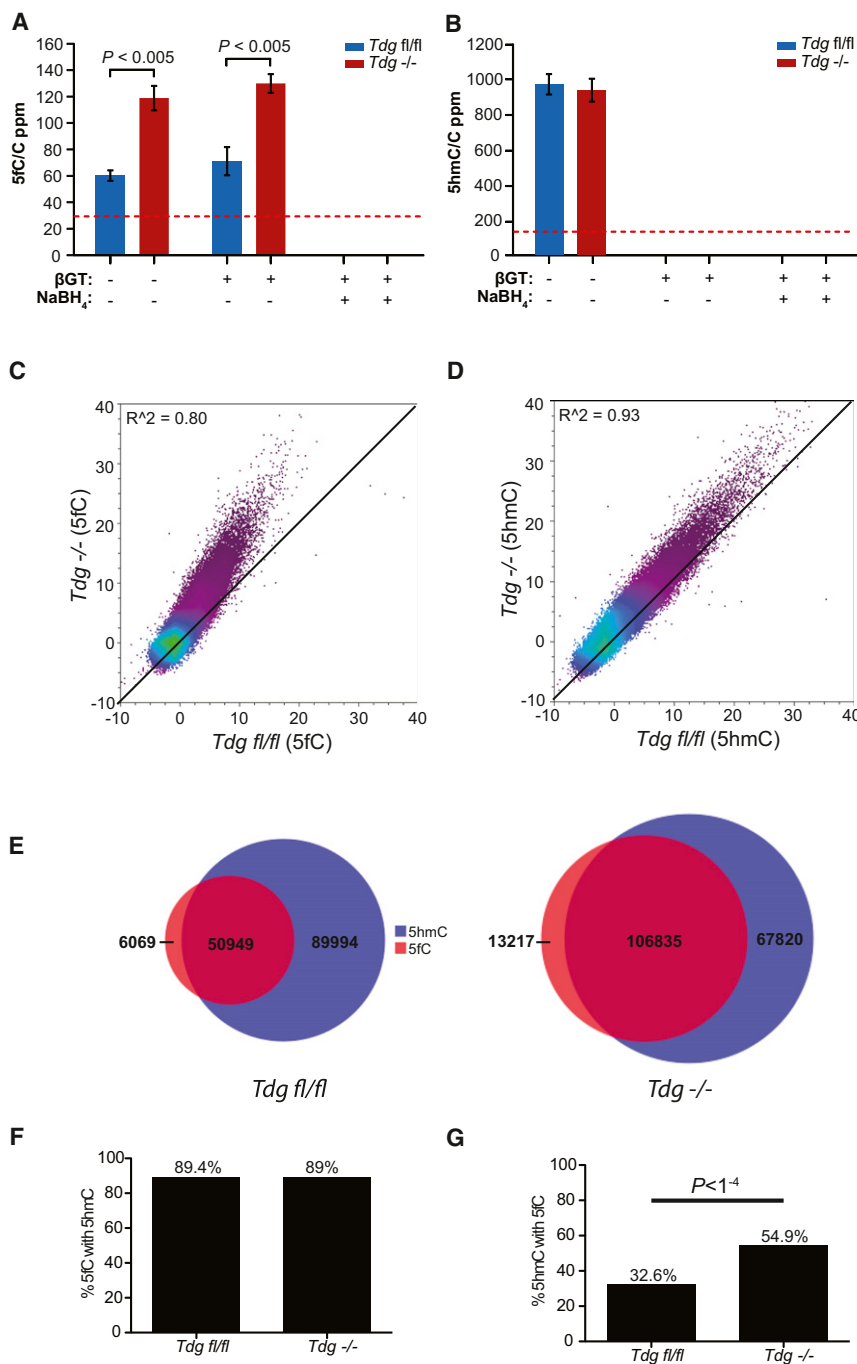 A
P < 0.005
P < 0.005
Tdg fl/fl
Tdg -/-
5fC/C ppm
160
140
120
100
80
60
40
20
0
βGT: - - + + + +
NaBH4: - - - - + +
B
Tdg fl/fl
Tdg -/-
5hmC/C ppm
1200
1000
800
600
400
200
0
βGT: - - + + + +
NaBH4: - - - - + +
C
R^2 = 0.80
Tdg -/- (5fC)
40
30
20
10
0
-10
-10 0 10 20 30 40
Tdg fl/fl (5fC)
D
R^2 = 0.93
Tdg -/- (5hmC)
40
30
20
10
0
-10
-10 0 10 20 30 40
Tdg fl/fl (5hmC)
E
6069
50949
89994
5hmC
5fC
Tdg fl/fl
13217
106835
67820
Tdg -/-
F
% 5fC with 5hmC
100
80
60
40
20
0
89.4%
89%
Tdg fl/fl
Tdg -/-
G
% 5hmC with 5fC
100
80
60
40
20
0
P<1-4
32.6%
54.9%
Tdg fl/fl
Tdg -/-